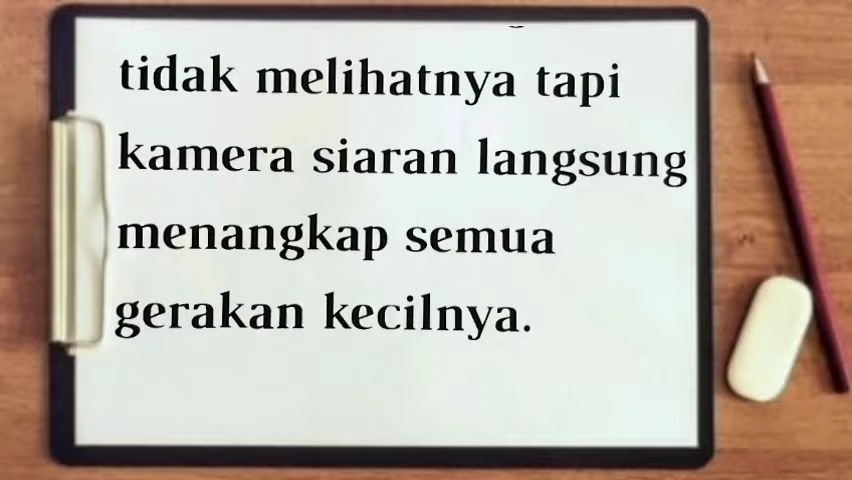 tidak melihatnya tapi
kamera siaran langsung
menangkap semua
gerakan kecilnya.